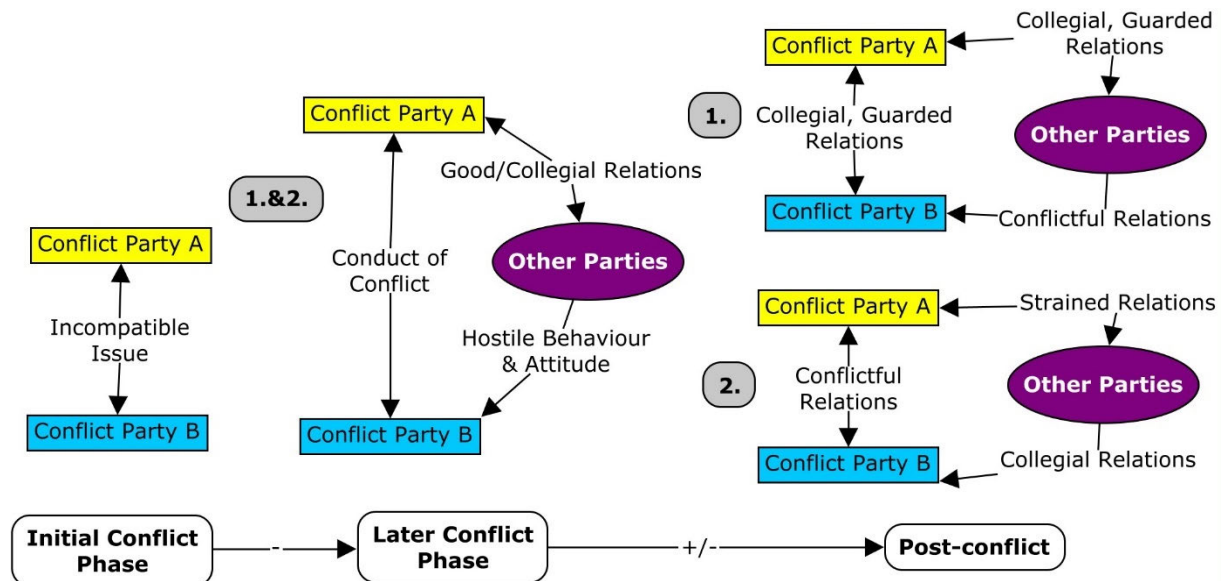 Conflict Party A
Incompatible
Issue
Conflict Party B
1.&2.
Conflict Party A
Good/Collegial Relations
Conduct of
Conflict
Other Parties
Hostile Behaviour
& Attitude
Conflict Party B
1.
Conflict Party A
Collegial, Guarded
Relations
Collegial, Guarded
Relations
Other Parties
Conflict Party B
Conflictful Relations
2.
Conflict Party A
Strained Relations
Conflictful
Relations
Other Parties
Conflict Party B
Collegial Relations
Initial Conflict
Phase
-
Later Conflict
Phase
+/-
Post-conflict